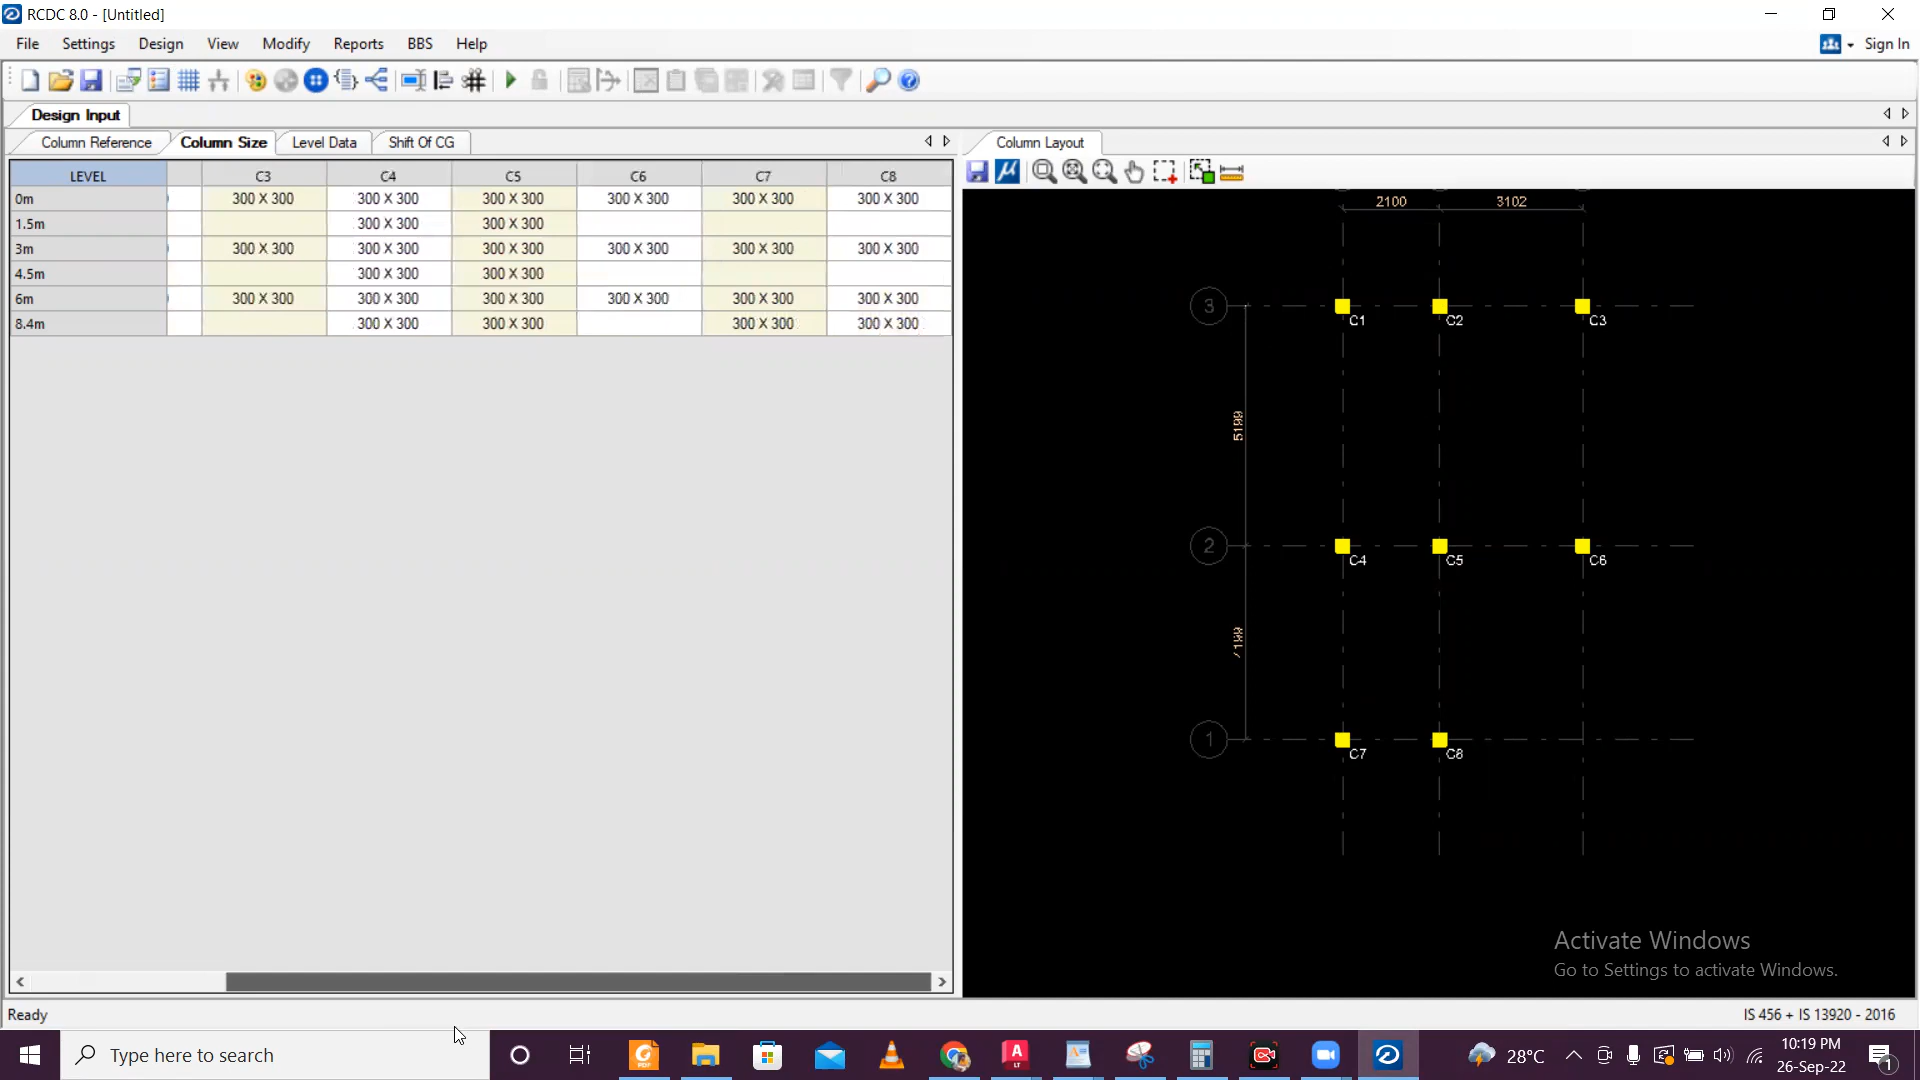 RCDC 8.0 - [Untitled]
File Settings Design View Modify Reports BBS Help
Sign In
Design Input
Column Reference Column Size Level Data Shift Of CG
Column Layout
LEVEL C3 C4 C5 C6 C7 C8
0m 300 X 300 300 X 300 300 X 300 300 X 300 300 X 300 300 X 300
1.5m 300 X 300 300 X 300
3m 300 X 300 300 X 300 300 X 300 300 X 300 300 X 300 300 X 300
4.5m 300 X 300 300 X 300
6m 300 X 300 300 X 300 300 X 300 300 X 300 300 X 300 300 X 300
8.4m 300 X 300 300 X 300 300 X 300 300 X 300
2100 3102
3
C1 C2 C3
5199
2
C4 C5 C6
1
C7 C8
Activate Windows
Go to Settings to activate Windows.
Ready
IS 456 + IS 13920 - 2016
Type here to search
28°C
10:19 PM
26-Sep-22
1